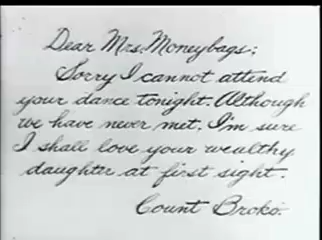 Dear Mrs. Moneybags;
Sorry I cannot attend
your dance tonight. Although
we have never met, I'm sure
I shall love your wealthy
daughter at first sight.
Count Broko.